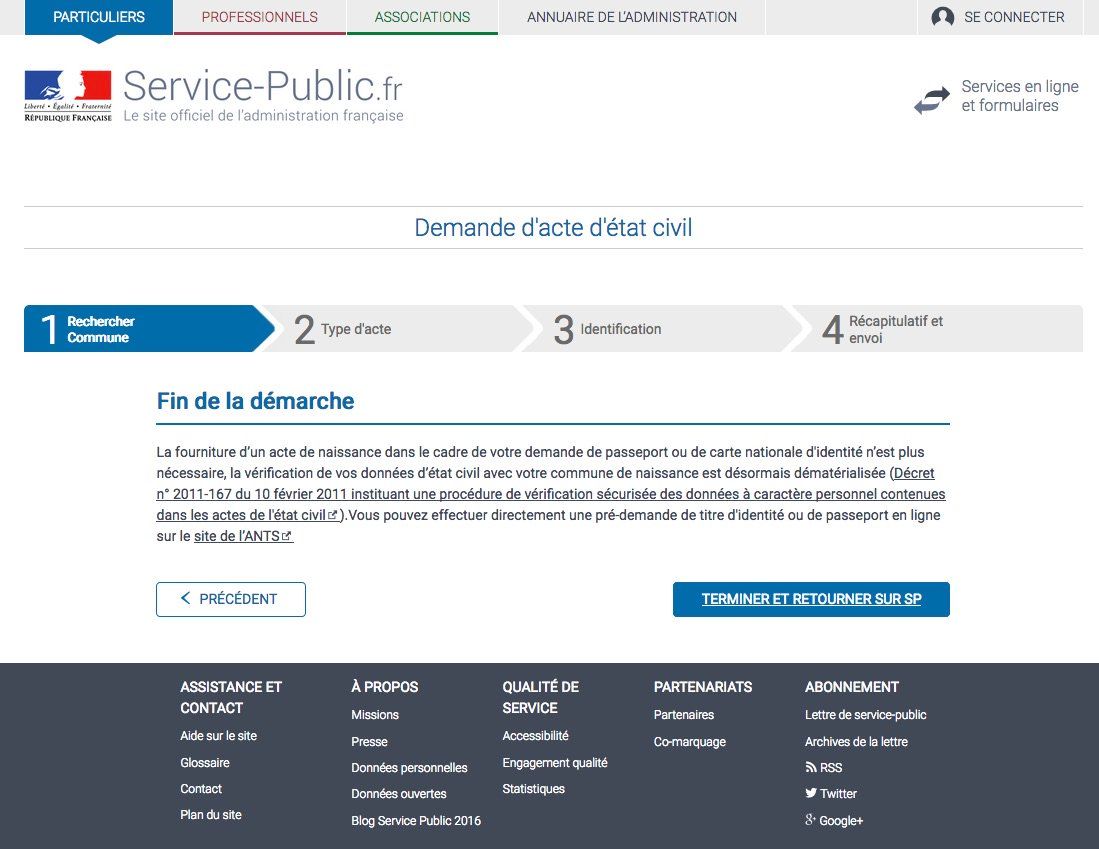 PARTICULIERS
PROFESSIONNELS
ASSOCIATIONS
ANNUAIRE DE L'ADMINISTRATION
SE CONNECTER
Liberté • Égalité • Fraternité
RÉPUBLIQUE FRANÇAISE
Service-Public.fr
Le site officiel de l'administration française
Services en ligne
et formulaires
Demande d'acte d'état civil
1 Rechercher
Commune
2 Type d'acte
3 Identification
4 Récapitulatif et
envoi
Fin de la démarche
La fourniture d'un acte de naissance dans le cadre de votre demande de passeport ou de carte nationale d'identité n'est plus
nécessaire, la vérification de vos données d'état civil avec votre commune de naissance est désormais dématérialisée (Décret
n° 2011-167 du 10 février 2011 instituant une procédure de vérification sécurisée des données à caractère personnel contenues
dans les actes de l'état civil).Vous pouvez effectuer directement une pré-demande de titre d'identité ou de passeport en ligne
sur le site de l'ANTS
PRÉCÉDENT
TERMINER ET RETOURNER SUR SP
ASSISTANCE ET
CONTACT
Aide sur le site
Glossaire
Contact
Plan du site
À PROPOS
Missions
Presse
Données personnelles
Données ouvertes
Blog Service Public 2016
QUALITÉ DE
SERVICE
Accessibilité
Engagement qualité
Statistiques
PARTENARIATS
Partenaires
Co-marquage
ABONNEMENT
Lettre de service-public
Archives de la lettre
RSS
Twitter
Google+